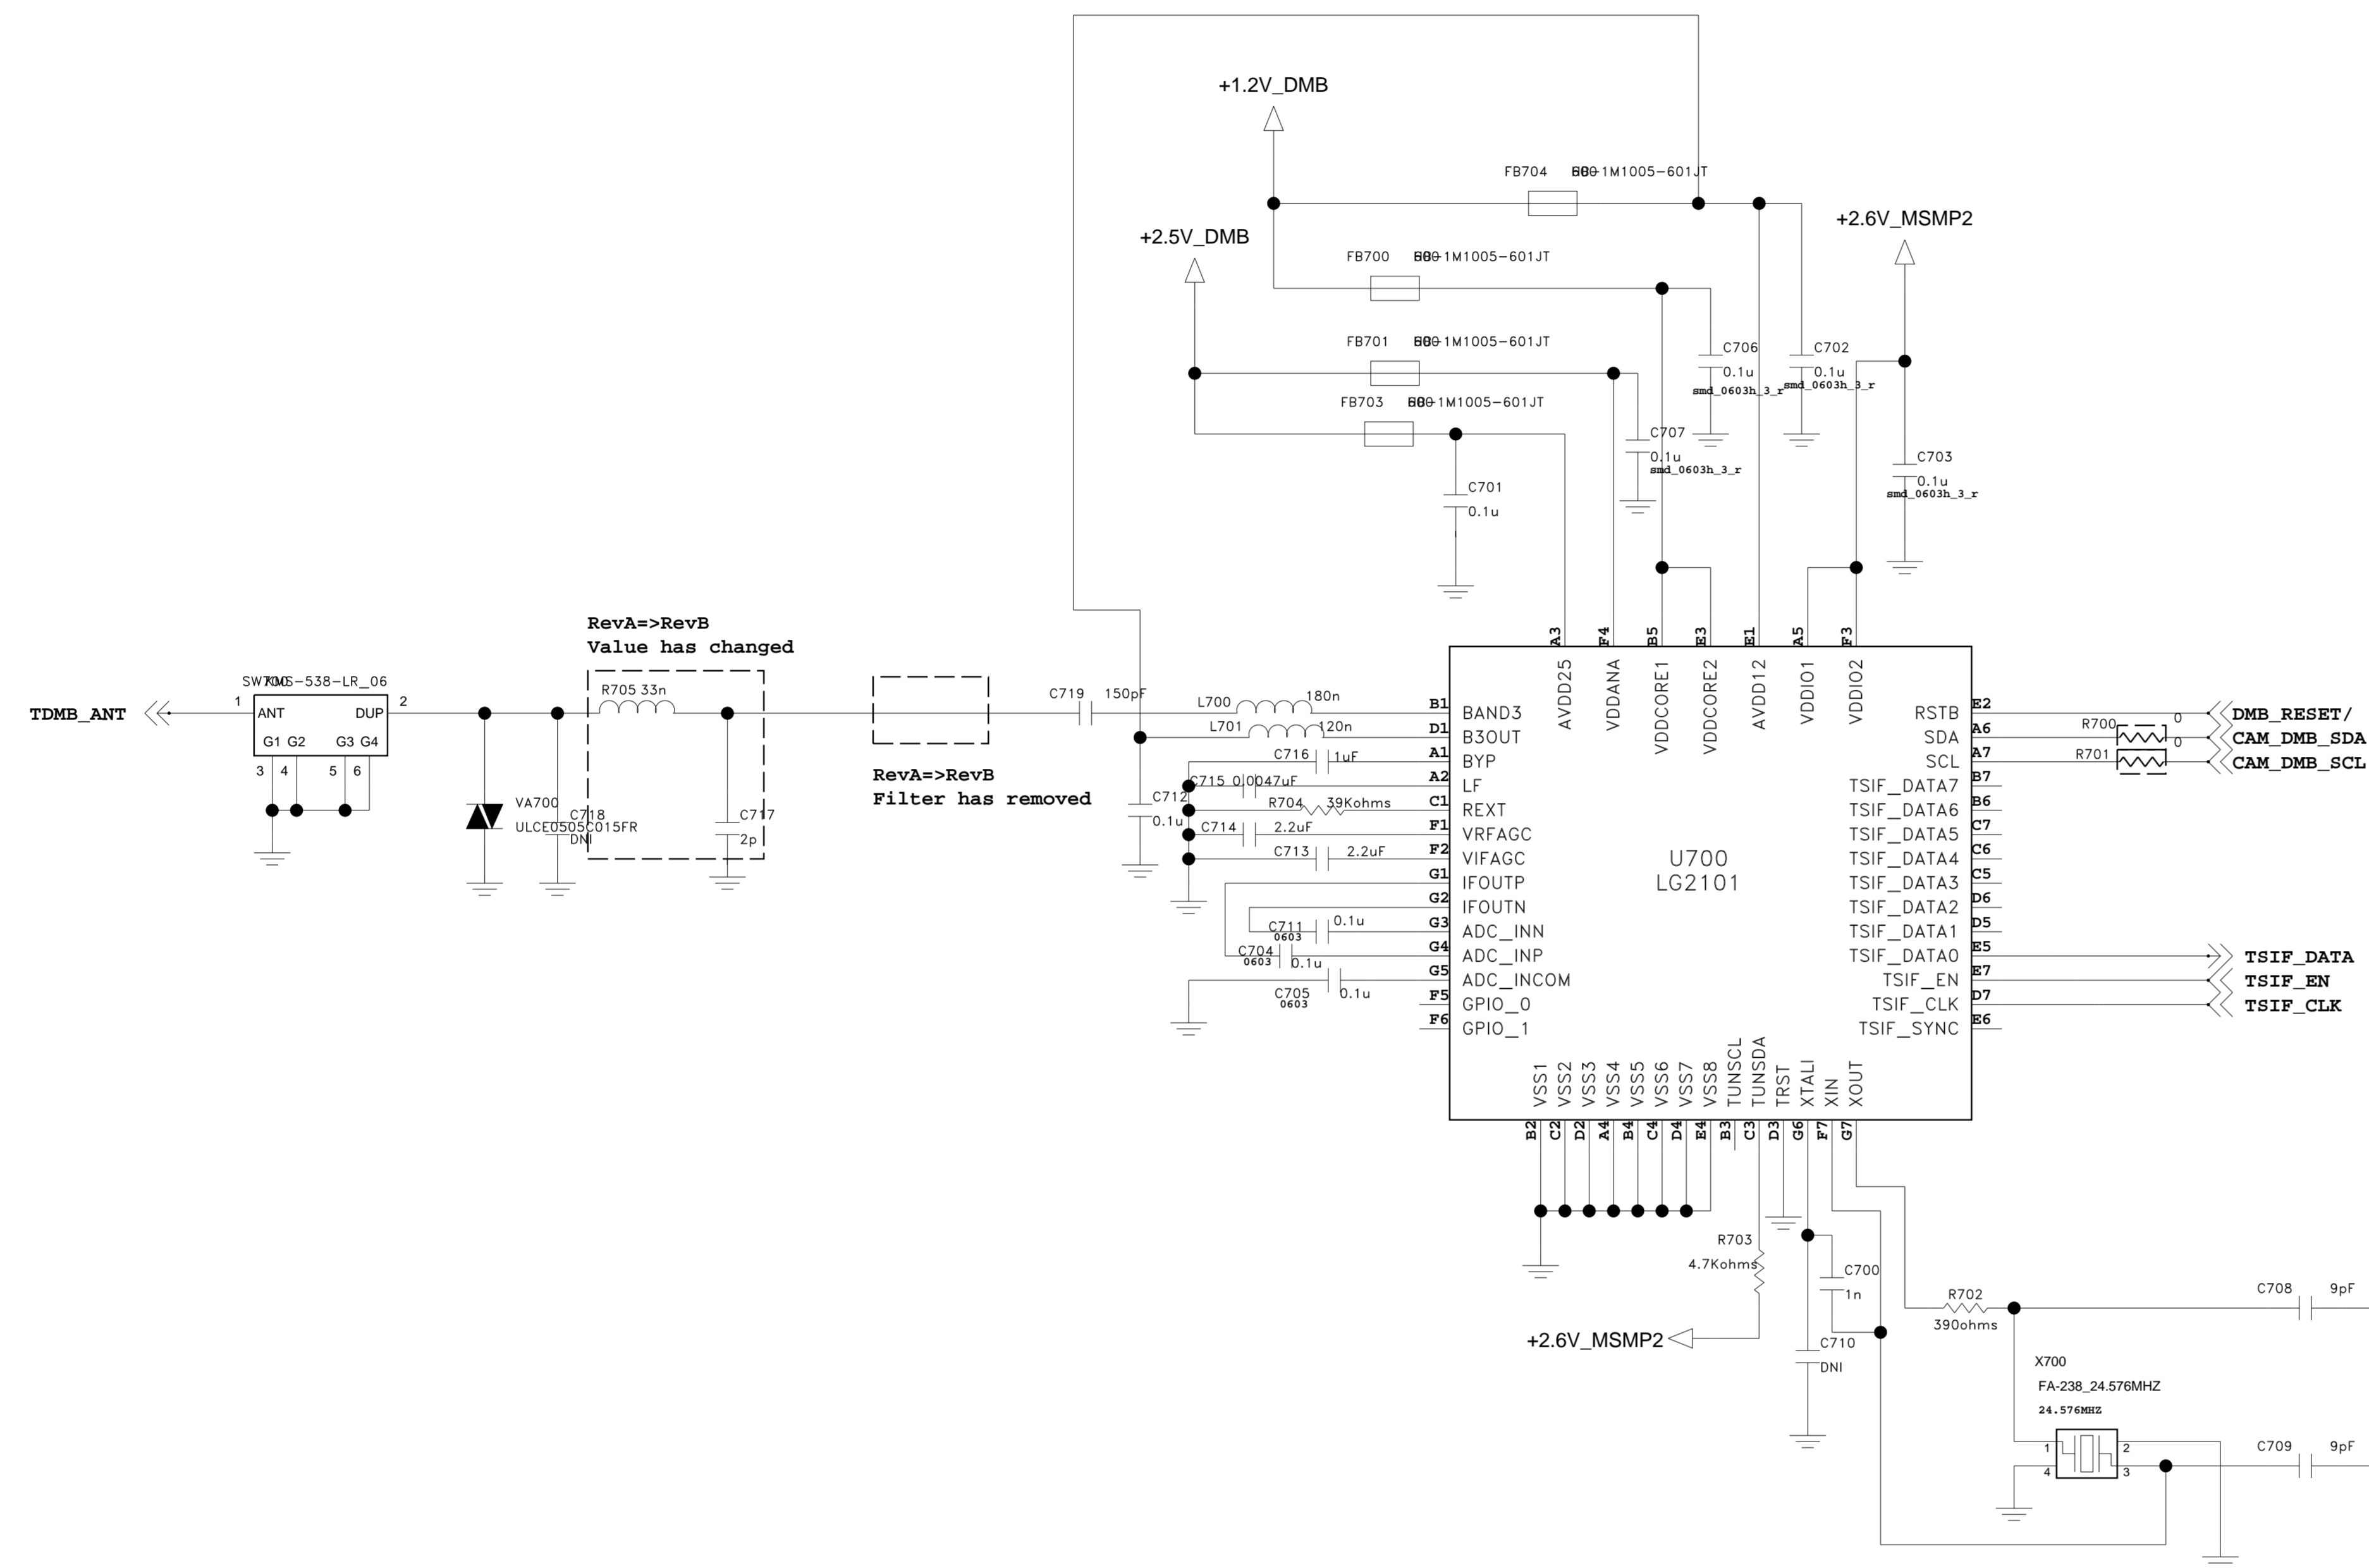 +1.2V_DMB
FB704
-1M1005-601JT
+2.6V_MSMP2
+2.5V_DMB
FB700
-1M1005-601JT
FB701
-1M1005-601JT
C706
0.1u
smd_0603h_3_r
C702
0.1u
smd_0603h_3_r
FB703
-1M1005-601JT
C707
0.1u
smd_0603h_3_r
C703
0.1u
smd_0603h_3_r
C701
0.1u
RevA=>RevB
Value has changed
A3
F4
B5
E3
E1
A5
F3
AVDD25
VDDANA
VDDCORE1
VDDCORE2
AVDD12
VDDIO1
VDDIO2
TDMB_ANT
KMS-538-LR_06
1
2
ANT
DUP
G1 G2
G3 G4
3
4
5
6
R705 33n
VA700
ULCE0505C015FR
C718
DNI
C717
2p
RevA=>RevB
Filter has removed
C719
150pF
L700
180n
L701
120n
C716
1uF
C715
0.0047uF
C712
0.1u
R704
39Kohms
C714
2.2uF
C713
2.2uF
C711
0603
0.1u
C704
0603
0.1u
C705
0603
0.1u
B1
BAND3
D1
B3OUT
A1
BYP
A2
LF
C1
REXT
F1
VRFAGC
F2
VIFAGC
G1
IFOUTP
G2
IFOUTN
G3
ADC_INN
G4
ADC_INP
G5
ADC_INCOM
F5
GPIO_0
F6
GPIO_1
U700
LG2101
RSTB
E2
DMB_RESET/
SDA
A6
R700
0
CAM_DMB_SDA
SCL
A7
R701
0
CAM_DMB_SCL
TSIF_DATA7
B7
TSIF_DATA6
B6
TSIF_DATA5
C7
TSIF_DATA4
C6
TSIF_DATA3
C5
TSIF_DATA2
D6
TSIF_DATA1
D5
TSIF_DATA0
E5
TSIF_DATA
TSIF_EN
E7
TSIF_EN
TSIF_CLK
D7
TSIF_CLK
TSIF_SYNC
E6
VSS1
VSS2
VSS3
VSS4
VSS5
VSS6
VSS7
VSS8
TUNSCL
TUNSDA
TRST
XTALI
XIN
XOUT
B2
C2
D2
A4
B4
C4
D4
E4
B3
C3
D3
G6
F7
G7
R703
4.7Kohms
C700
1n
+2.6V_MSMP2
C710
DNI
R702
390ohms
C708
9pF
X700
FA-238_24.576MHZ
24.576MHZ
1
2
4
3
C709
9pF